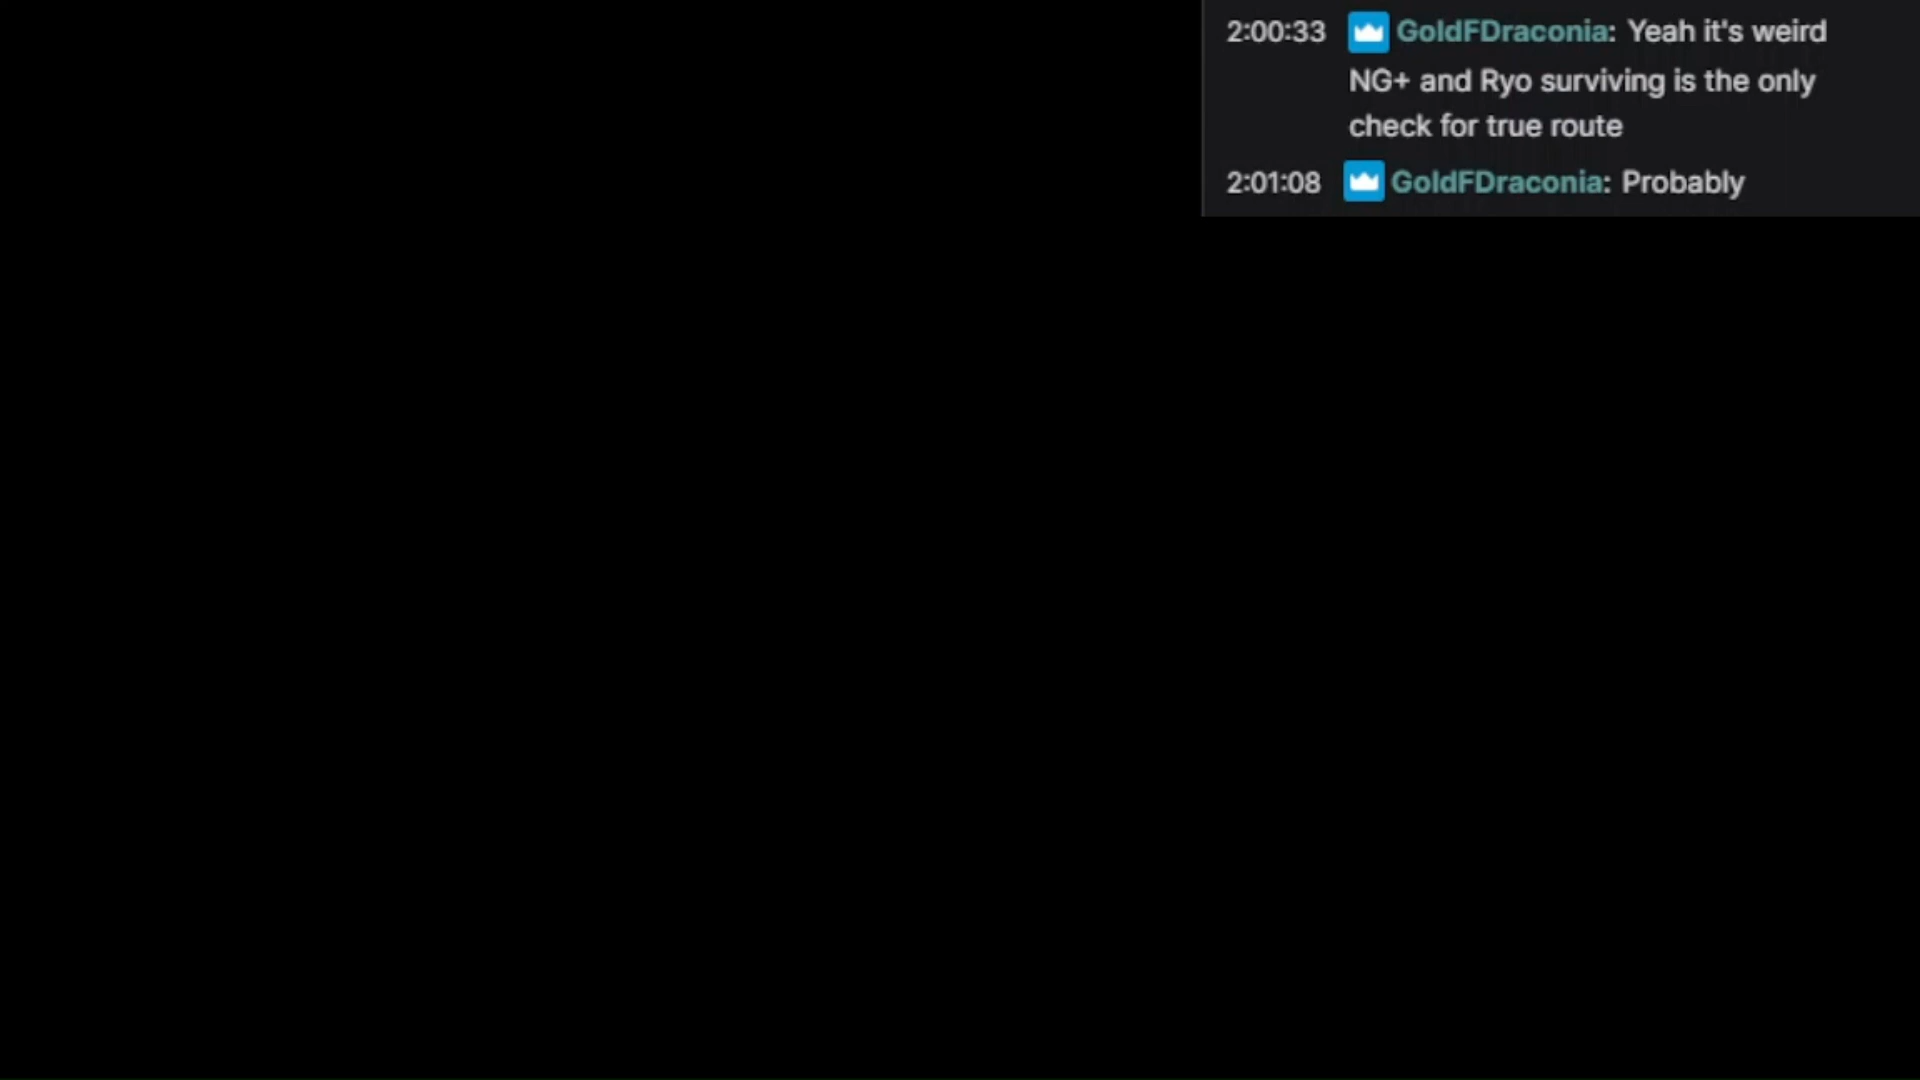 2:00:33 GoldFDraconia: Yeah it's weird
NG+ and Ryo surviving is the only
check for true route
2:01:08 GoldFDraconia: Probably